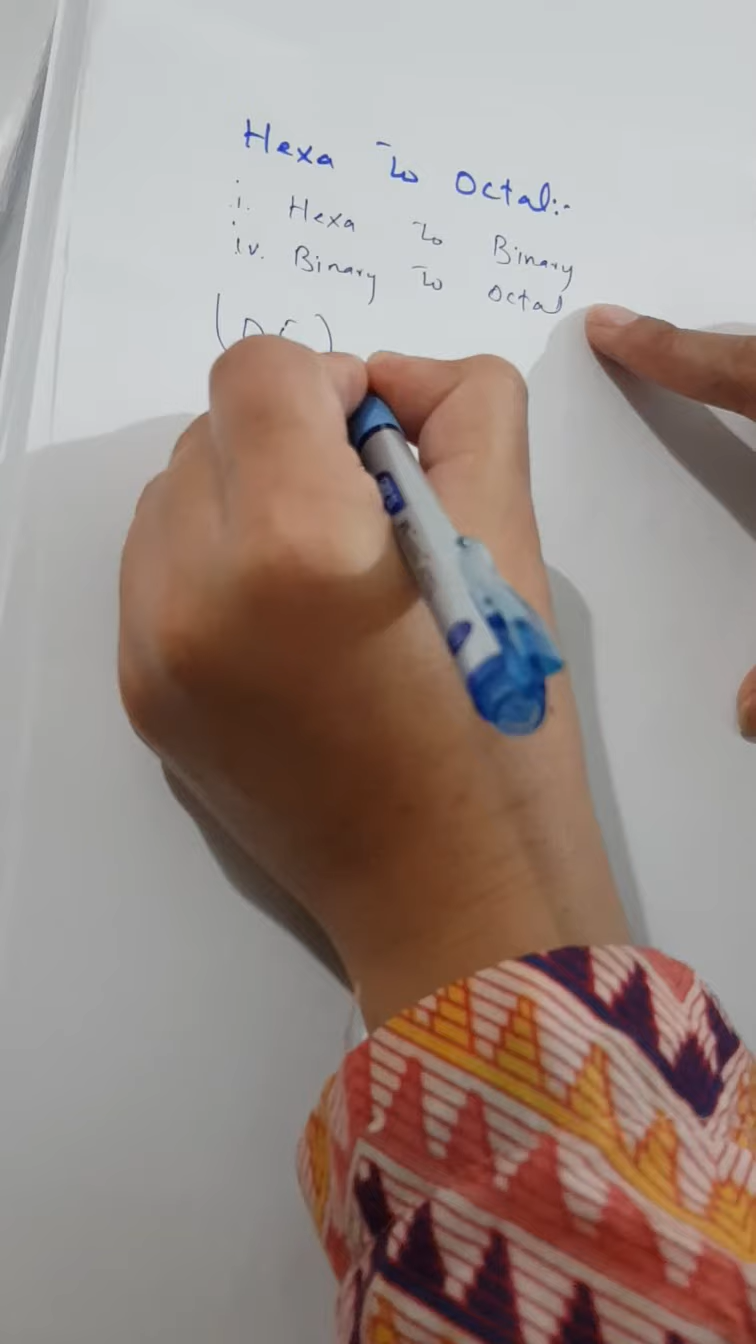 Hexa To Octal:-
i. Hexa To Binary
iv. Binary To Octal